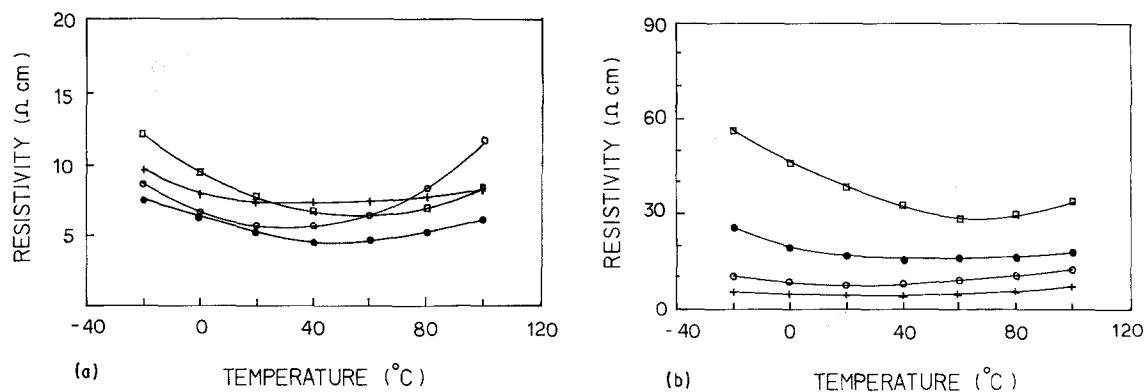 20
15
10
5
RESISTIVITY (Ω cm)
-40 0 40 80 120
(a) TEMPERATURE (°C)
90
60
30
0
RESISTIVITY (Ω cm)
-40 0 40 80 120
(b) TEMPERATURE (°C)